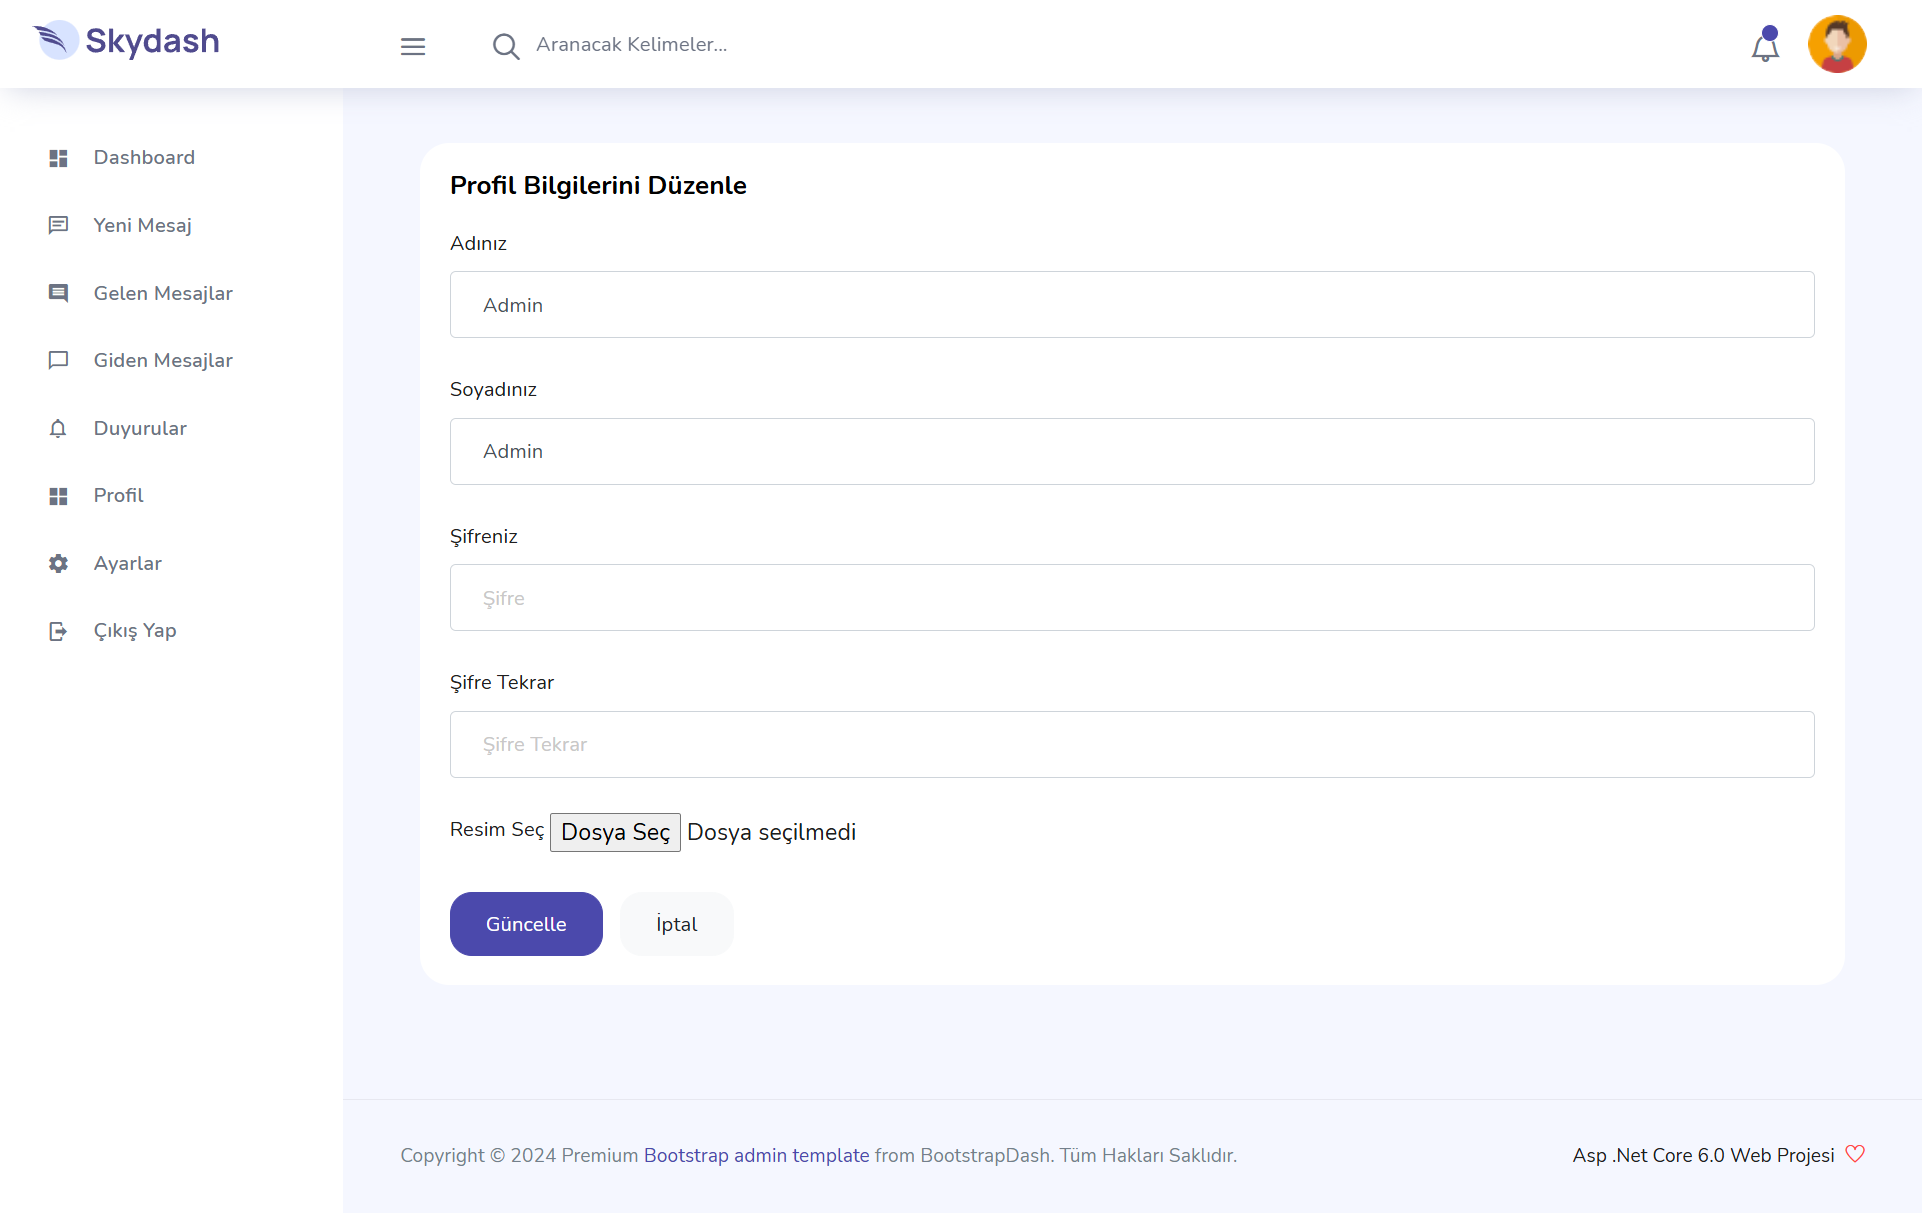 Skydash
Aranacak Kelimeler...
Dashboard
Yeni Mesaj
Gelen Mesajlar
Giden Mesajlar
Duyurular
Profil
Ayarlar
Çıkış Yap
Profil Bilgilerini Düzenle
Adınız
Admin
Soyadınız
Admin
Şifreniz
Şifre
Şifre Tekrar
Şifre Tekrar
Resim Seç Dosya Seç Dosya seçilmedi
Güncelle İptal
Copyright © 2024 Premium Bootstrap admin template from BootstrapDash. Tüm Hakları Saklıdır.
Asp .Net Core 6.0 Web Projesi